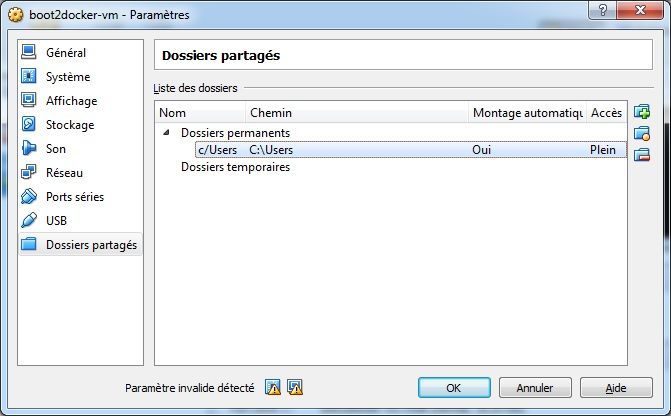 boot2docker-vm - Paramètres
Général
Système
Affichage
Stockage
Son
Réseau
Ports séries
USB
Dossiers partagés
Dossiers partagés
Liste des dossiers
Nom Chemin Montage automatiqu Accès
Dossiers permanents
c/Users C:\Users Oui Plein
Dossiers temporaires
Paramètre invalide détecté OK Annuler Aide